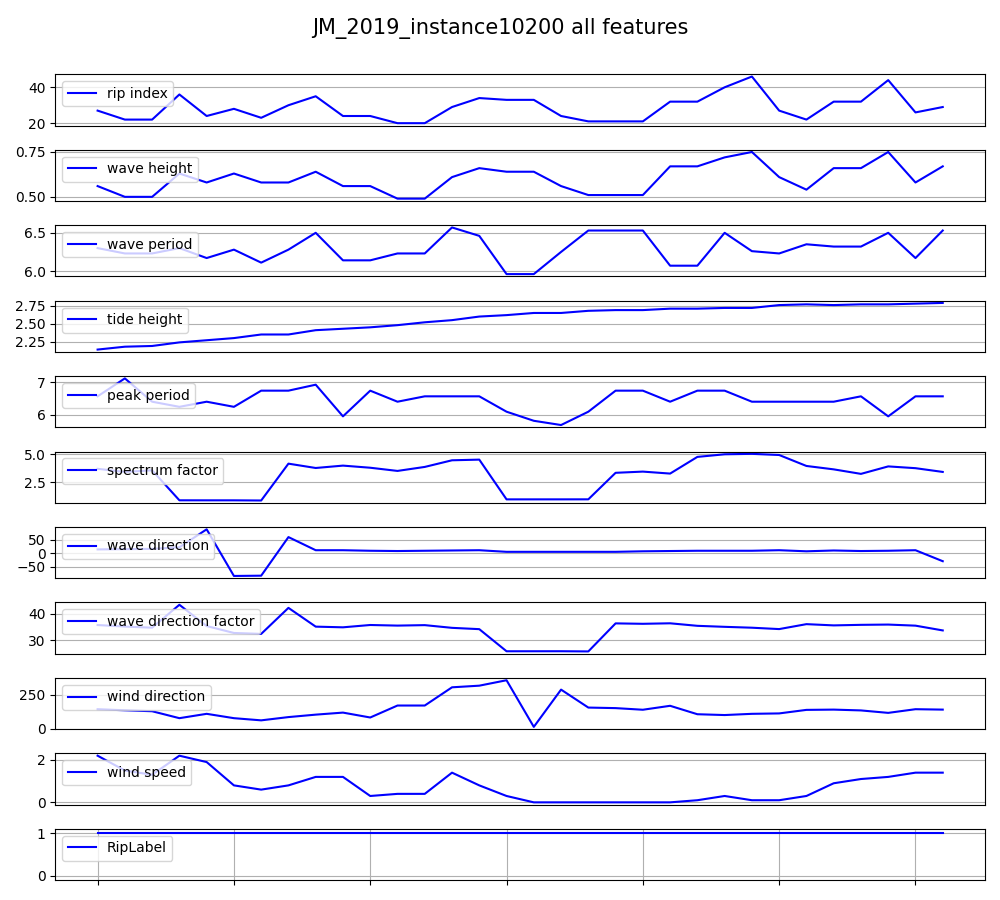 JM_2019_instance10200 all features
40
20
rip index
0.75
0.50
wave height
6.5
6.0
wave period
2.75
2.50
2.25
tide height
7
6
peak period
5.0
2.5
spectrum factor
50
0
−50
wave direction
40
30
wave direction factor
250
0
wind direction
2
0
wind speed
1
0
RipLabel